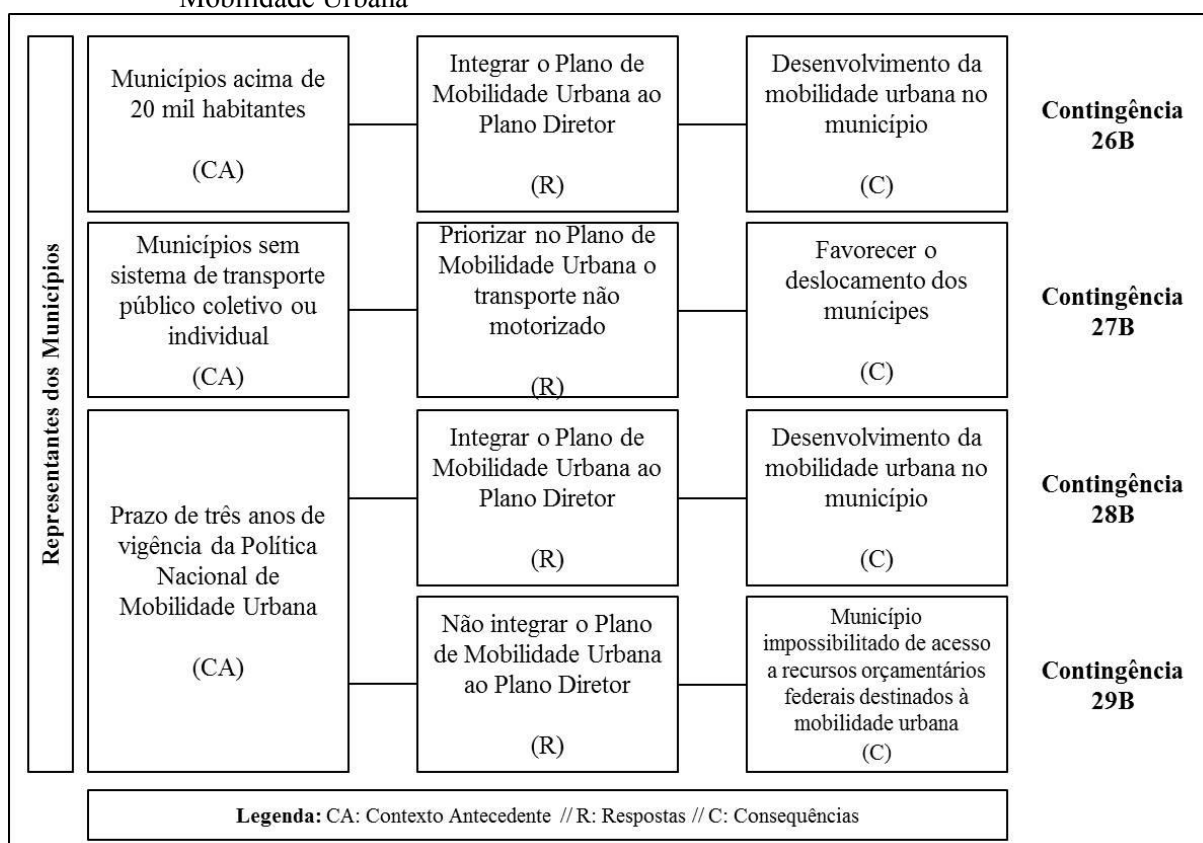 Mobilidade Urbana
Representantes dos Municípios
Municípios acima de
20 mil habitantes
(CA)
Integrar o Plano de
Mobilidade Urbana ao
Plano Diretor
(R)
Desenvolvimento da
mobilidade urbana no
município
(C)
Contingência
26B
Municípios sem
sistema de transporte
público coletivo ou
individual
(CA)
Priorizar no Plano de
Mobilidade Urbana o
transporte não
motorizado
(R)
Favorecer o
deslocamento dos
munícipes
(C)
Contingência
27B
Prazo de três anos de
vigência da Política
Nacional de
Mobilidade Urbana
(CA)
Integrar o Plano de
Mobilidade Urbana ao
Plano Diretor
(R)
Desenvolvimento da
mobilidade urbana no
município
(C)
Contingência
28B
Não integrar o Plano
de Mobilidade Urbana
ao Plano Diretor
(R)
Município
impossibilitado de acesso
a recursos orçamentários
federais destinados à
mobilidade urbana
(C)
Contingência
29B
Legenda: CA: Contexto Antecedente // R: Respostas // C: Consequências